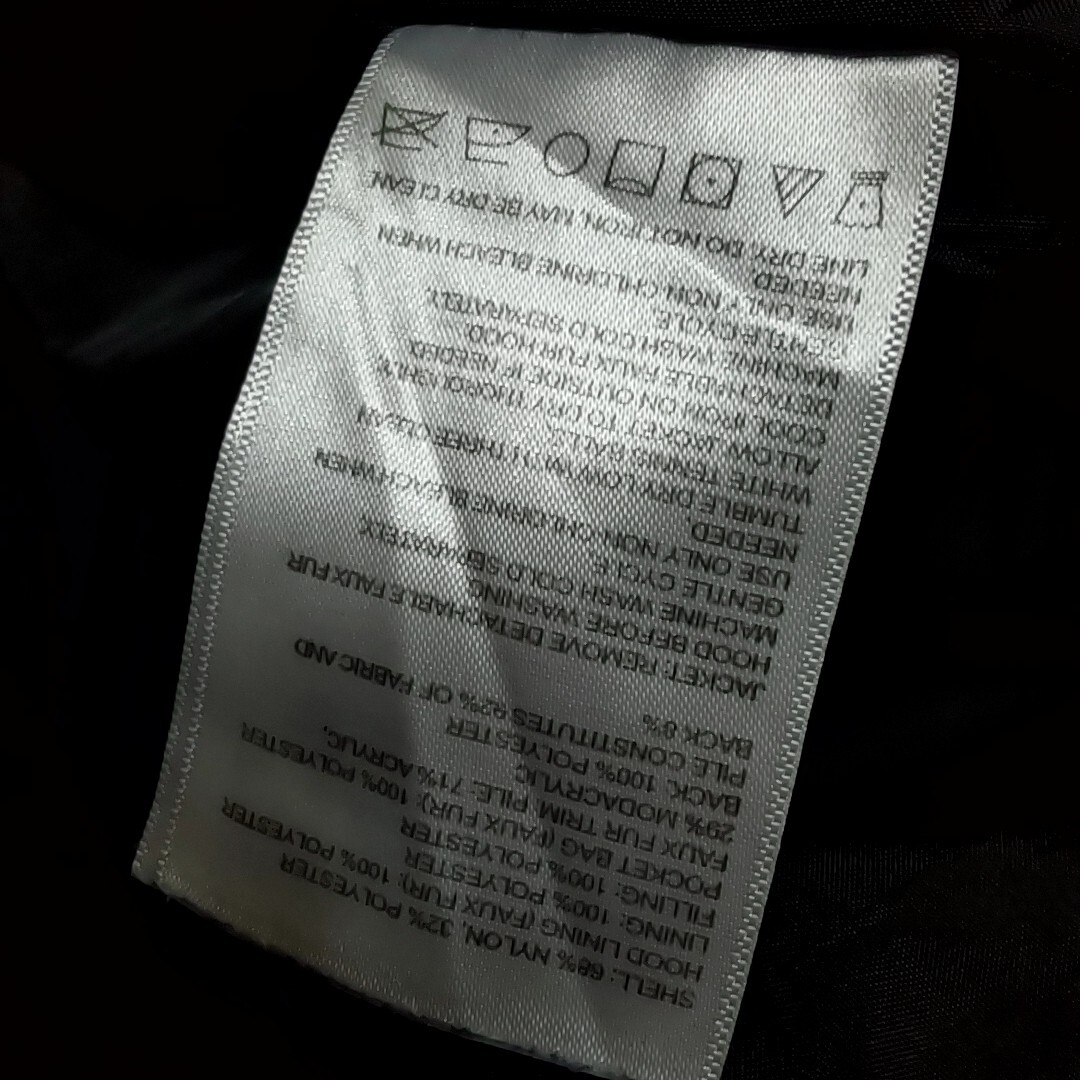 SHELL: 68% NYLON, 32% POLYESTER
HOOD LINING (FAUX FUR): 100% POLYESTER
LINING: 100% POLYESTER
FILLING: 100% POLYESTER
POCKET BAG (FAUX FUR): 100% POLYESTER
FAUX FUR TRIM PILE: 71% ACRYLIC,
29% MODACRYLIC
BACK: 100% POLYESTER
PILE CONSTITUTES 92% OF FABRIC AND
BACK 8%
JACKET: REMOVE DETACHABLE FAUX FUR
HOOD BEFORE WASHING
MACHINE WASH COLD SEPARATELY
GENTLE CYCLE
USE ONLY NON-CHLORINE BLEACH WHEN
NEEDED
TUMBLE DRY LOW WITH THREE CLEAN
WHITE TENNIS BALLS
ALLOW JACKET TO DRY THOROUGHLY
COOL IRON ON OUTSIDE IF NEEDED
DETACHABLE FAUX FUR HOOD
MACHINE WASH COLD SEPARATELY
GENTLE CYCLE
USE ONLY NON-CHLORINE BLEACH WHEN
NEEDED
LINE DRY. DO NOT IRON. MAY BE DRY CLEAN.